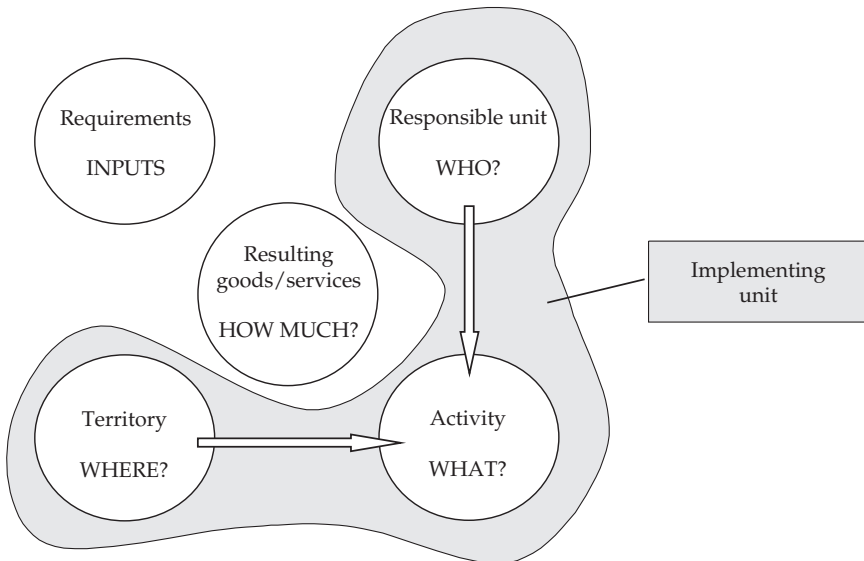 Requirements
INPUTS
Responsible unit
WHO?
Resulting
goods/services
HOW MUCH?
Implementing
unit
Territory
WHERE?
Activity
WHAT?